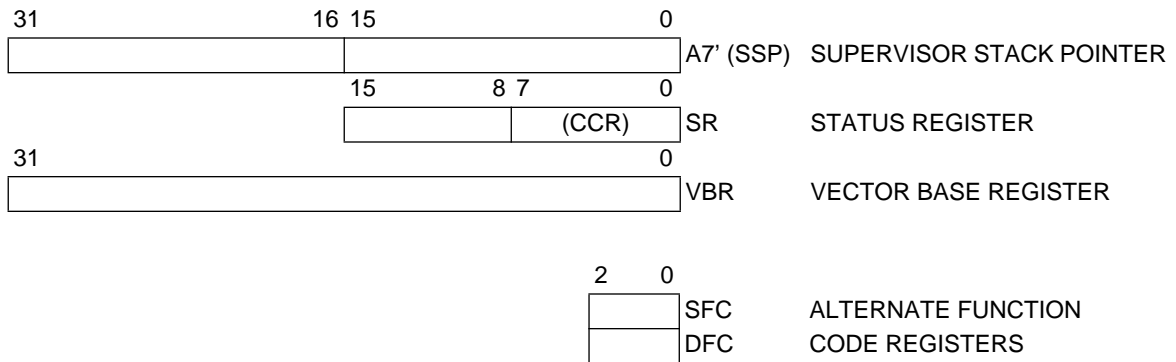 31 16 15 0
A7’ (SSP) SUPERVISOR STACK POINTER
15 8 7 0
(CCR) SR STATUS REGISTER
31 0
VBR VECTOR BASE REGISTER
2 0
SFC ALTERNATE FUNCTION
DFC CODE REGISTERS